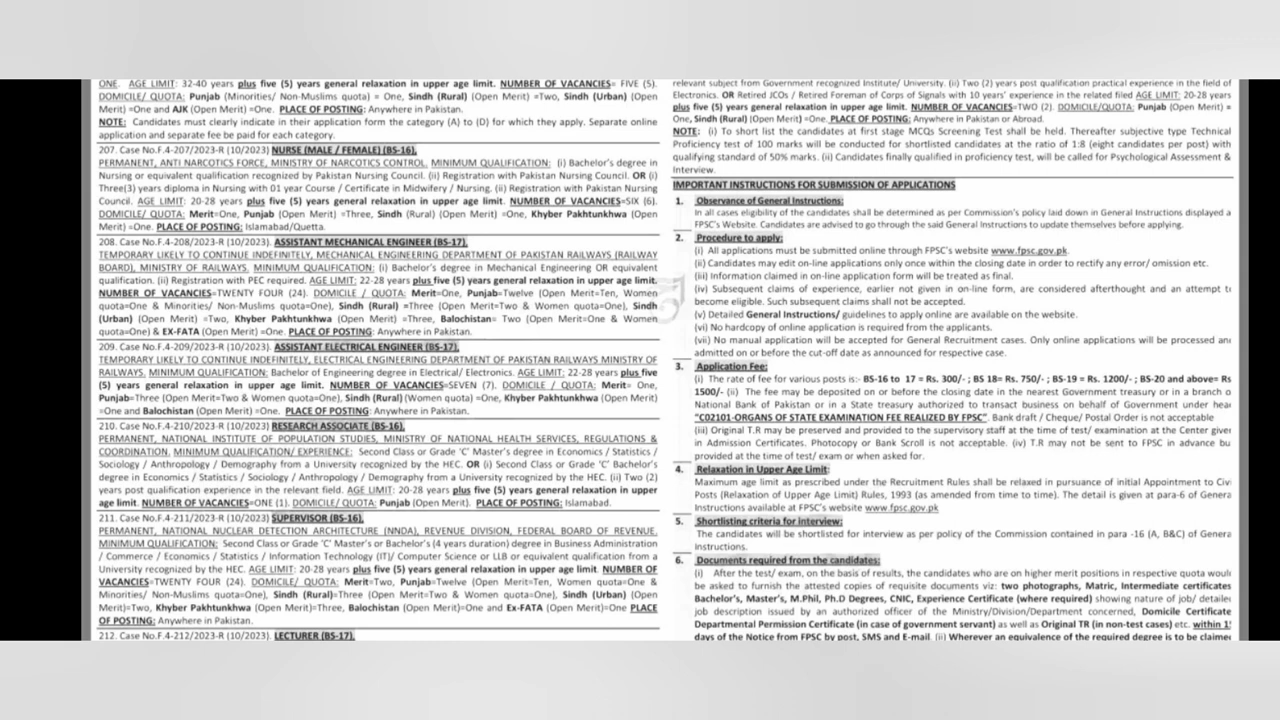 ONE. AGE LIMIT: 32-40 years plus five (5) years general relaxation in upper age limit. NUMBER OF VACANCIES= FIVE (5).
DOMICILE/ QUOTA: Punjab (Minorities/ Non-Muslims quota) = One, Sindh (Rural) (Open Merit) =Two, Sindh (Urban) (Open
Merit) =One and AJK (Open Merit) =One. PLACE OF POSTING: Anywhere in Pakistan.
NOTE: Candidates must clearly indicate in their application form the category (A) to (D) for which they apply. Separate online
application and separate fee be paid for each category.
207. Case No.F.4-207/2023-R (10/2023) NURSE (MALE / FEMALE) (BS-16),
PERMANENT, ANTI NARCOTICS FORCE, MINISTRY OF NARCOTICS CONTROL. MINIMUM QUALIFICATION: (i) Bachelor's degree in
Nursing or equivalent qualification recognized by Pakistan Nursing Council. (ii) Registration with Pakistan Nursing Council. OR (i)
Three(3) years diploma in Nursing with 01 year Course / Certificate in Midwifery / Nursing. (ii) Registration with Pakistan Nursing
Council. AGE LIMIT: 20-28 years plus five (5) years general relaxation in upper age limit. NUMBER OF VACANCIES=SIX (6).
DOMICILE/ QUOTA: Merit=One, Punjab (Open Merit) =Three, Sindh (Rural) (Open Merit) =One, Khyber Pakhtunkhwa (Open
Merit) =One. PLACE OF POSTING: Islamabad/Quetta.
208. Case No.F.4-208/2023-R (10/2023) ASSISTANT MECHANICAL ENGINEER (BS-17),
TEMPORARY LIKELY TO CONTINUE INDEFINITELY, MECHANICAL ENGINEERING DEPARTMENT OF PAKISTAN RAILWAYS (RAILWAY
BOARD), MINISTRY OF RAILWAYS. MINIMUM QUALIFICATION: (i) Bachelor's degree in Mechanical Engineering OR equivalent
qualification. (ii) Registration with PEC required. AGE LIMIT: 22-28 years plus five (5) years general relaxation in upper age limit.
NUMBER OF VACANCIES=TWENTY FOUR (24). DOMICILE / QUOTA: Merit=One, Punjab=Twelve (Open Merit=Ten, Women
quota=One & Minorities/ Non-Muslims quota=One), Sindh (Rural) =Three (Open Merit=Two & Women quota=One), Sindh
(Urban) (Open Merit) =Two, Khyber Pakhtunkhwa (Open Merit) =Three, Balochistan= Two (Open Merit=One & Women
quota=One) & EX-FATA (Open Merit) =One. PLACE OF POSTING: Anywhere in Pakistan.
209. Case No.F.4-209/2023-R (10/2023) ASSISTANT ELECTRICAL ENGINEER (BS-17),
TEMPORARY LIKELY TO CONTINUE INDEFINITELY, ELECTRICAL ENGINEERING DEPARTMENT OF PAKISTAN RAILWAYS MINISTRY OF
RAILWAYS. MINIMUM QUALIFICATION: Bachelor of Engineering degree in Electrical/ Electronics. AGE LIMIT: 22-28 years plus five
(5) years general relaxation in upper age limit. NUMBER OF VACANCIES=SEVEN (7). DOMICILE / QUOTA: Merit= One,
Punjab=Three (Open Merit=Two & Women quota=One), Sindh (Rural) (Women quota) =One, Khyber Pakhtunkhwa (Open Merit)
=One and Balochistan (Open Merit) =One. PLACE OF POSTING: Anywhere in Pakistan.
210. Case No.F.4-210/2023-R (10/2023) RESEARCH ASSOCIATE (BS-16),
PERMANENT, NATIONAL INSTITUTE OF POPULATION STUDIES, MINISTRY OF NATIONAL HEALTH SERVICES, REGULATIONS &
COORDINATION. MINIMUM QUALIFICATION/ EXPERIENCE: Second Class or Grade 'C' Master's degree in Economics / Statistics /
Sociology / Anthropology / Demography from a University recognized by the HEC. OR (i) Second Class or Grade 'C' Bachelor's
degree in Economics / Statistics / Sociology / Anthropology / Demography from a University recognized by the HEC. (ii) Two (2)
years post qualification experience in the relevant field. AGE LIMIT: 20-28 years plus five (5) years general relaxation in upper
age limit. NUMBER OF VACANCIES=ONE (1). DOMICILE/ QUOTA: Punjab (Open Merit). PLACE OF POSTING: Islamabad.
211. Case No.F.4-211/2023-R (10/2023) SUPERVISOR (BS-16),
PERMANENT, NATIONAL NUCLEAR DETECTION ARCHITECTURE (NNDA), REVENUE DIVISION, FEDERAL BOARD OF REVENUE.
MINIMUM QUALIFICATION: Second Class or Grade 'C' Master's or Bachelor's (4 years duration) degree in Business Administration
/ Commerce / Economics / Statistics / Information Technology (IT)/ Computer Science or LLB or equivalent qualification from a
University recognized by the HEC. AGE LIMIT: 20-28 years plus five (5) years general relaxation in upper age limit. NUMBER OF
VACANCIES=TWENTY FOUR (24). DOMICILE/ QUOTA: Merit=Two, Punjab=Twelve (Open Merit=Ten, Women quota=One &
Minorities/ Non-Muslims quota=One), Sindh (Rural)=Three (Open Merit=Two & Women quota=One), Sindh (Urban) (Open
Merit)=Two, Khyber Pakhtunkhwa (Open Merit)=Three, Balochistan (Open Merit)=One and Ex-FATA (Open Merit)=One PLACE
OF POSTING: Anywhere in Pakistan.
212. Case No.F.4-212/2023-R (10/2023) LECTURER (BS-17),
relevant subject from Government recognized Institute/ University. (ii) Two (2) years post qualification practical experience in the field of
Electronics. OR Retired JCOs / Retired Foreman of Corps of Signals with 10 years' experience in the related filed AGE LIMIT: 20-28 years
plus five (5) years general relaxation in upper age limit. NUMBER OF VACANCIES=TWO (2). DOMICILE/QUOTA: Punjab (Open Merit) =
One, Sindh (Rural) (Open Merit) =One. PLACE OF POSTING: Anywhere in Pakistan or Abroad.
NOTE: (i) To short list the candidates at first stage MCQs Screening Test shall be held. Thereafter subjective type Technical
Proficiency test of 100 marks will be conducted for shortlisted candidates at the ratio of 1:8 (eight candidates per post) with
qualifying standard of 50% marks. (ii) Candidates finally qualified in proficiency test, will be called for Psychological Assessment &
Interview.
IMPORTANT INSTRUCTIONS FOR SUBMISSION OF APPLICATIONS
1. Observance of General Instructions:
In all cases eligibility of the candidates shall be determined as per Commission's policy laid down in General Instructions displayed a
FPSC's Website. Candidates are advised to go through the said General Instructions to update themselves before applying.
2. Procedure to apply:
(i) All applications must be submitted online through FPSC's website www.fpsc.gov.pk.
(ii) Candidates may edit on-line applications only once within the closing date in order to rectify any error/ omission etc.
(iii) Information claimed in on-line application form will be treated as final.
(iv) Subsequent claims of experience, earlier not given in on-line form, are considered afterthought and an attempt to
become eligible. Such subsequent claims shall not be accepted.
(v) Detailed General Instructions/ guidelines to apply online are available on the website.
(vi) No hardcopy of online application is required from the applicants.
(vii) No manual application will be accepted for General Recruitment cases. Only online applications will be processed and
admitted on or before the cut-off date as announced for respective case.
3. Application Fee:
(i) The rate of fee for various posts is:- BS-16 to 17 = Rs. 300/- ; BS 18= Rs. 750/- ; BS-19 = Rs. 1200/- ; BS-20 and above= Rs
1500/- (ii) The fee may be deposited on or before the closing date in the nearest Government treasury or in a branch o
National Bank of Pakistan or in a State treasury authorized to transact business on behalf of Government under hea
"C02101-ORGANS OF STATE EXAMINATION FEE REALIZED BY FPSC". Bank draft / Cheque/ Postal Order is not acceptable
(iii) Original T.R may be preserved and provided to the supervisory staff at the time of test/ examination at the Center give
in Admission Certificates. Photocopy or Bank Scroll is not acceptable. (iv) T.R may not be sent to FPSC in advance bu
provided at the time of test/ exam or when asked for.
4. Relaxation in Upper Age Limit:
Maximum age limit as prescribed under the Recruitment Rules shall be relaxed in pursuance of initial Appointment to Civi
Posts (Relaxation of Upper Age Limit) Rules, 1993 (as amended from time to time). The detail is given at para-6 of Genera
Instructions available at FPSC's website www.fpsc.gov.pk
5. Shortlisting criteria for interview:
The candidates will be shortlisted for interview as per policy of the Commission contained in para -16 (A, B&C) of Genera
Instructions.
6. Documents required from the candidates:
(i) After the test/ exam, on the basis of results, the candidates who are on higher merit positions in respective quota woul
be asked to furnish the attested copies of requisite documents viz: two photographs, Matric, Intermediate certificates
Bachelor's, Master's, M.Phil, Ph.D Degrees, CNIC, Experience Certificate (where required) showing nature of job/ detailed
job description issued by an authorized officer of the Ministry/Division/Department concerned, Domicile Certificate
Departmental Permission Certificate (in case of government servant) as well as Original TR (in non-test cases) etc. within 1
days of the Notice from FPSC by post, SMS and E-mail. (ii) Wherever an equivalence of the required degree is to be claime